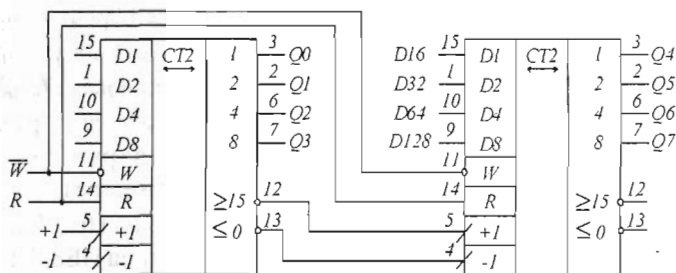 15 D1 CT2 1 3 Q0 D16 15 D1 CT2 1 3 Q4
1 D2 2 2 Q1 D32 1 D2 2 2 Q5
10 D4 4 6 Q2 D64 10 D4 4 6 Q6
9 D8 8 7 Q3 D128 9 D8 8 7 Q7
W 11 W 11 W
R 14 R ≥15 12 14 R ≥15 12
+1 5 +1 ≤0 13 5 +1 ≤0 13
-1 4 -1 4 -1